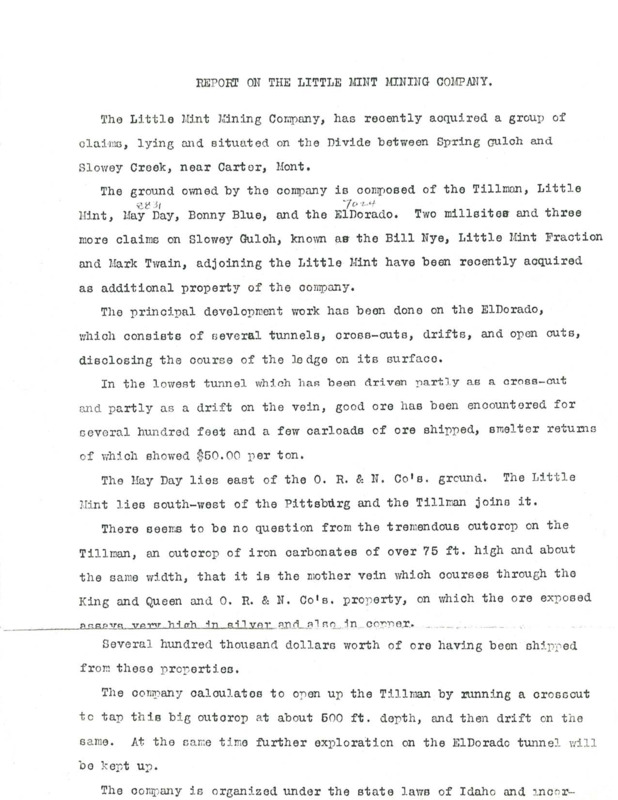 REPORT ON THE LITTLE MINT MINING COMPANY.
The Little Mint Mining Company, has recently acquired a group of
claims, lying and situated on the Divide between Spring gulch and
Slowey Creek, near Carter, Mont.
The ground owned by the company is composed of the Tillman, Little
8831 7024
Mint, May Day, Bonny Blue, and the ElDorado. Two millsites and three
more claims on Slowey Gulch, known as the Bill Nye, Little Mint Fraction
and Mark Twain, adjoining the Little Mint have been recently acquired
as additional property of the company.
The principal development work has been done on the ElDorado,
which consists of several tunnels, cross-cuts, drifts, and open cuts,
disclosing the course of the ledge on its surface.
In the lowest tunnel which has been driven partly as a cross-cut
and partly as a drift on the vein, good ore has been encountered for
several hundred feet and a few carloads of ore shipped, smelter returns
of which showed $50.00 per ton.
The May Day lies east of the O. R. & N. Co's. ground. The Little
Mint lies south-west of the Pittsburg and the Tillman joins it.
There seems to be no question from the tremendous outcrop on the
Tillman, an outcrop of iron carbonates of over 75 ft. high and about
the same width, that it is the mother vein which courses through the
King and Queen and O. R. & N. Co's. property, on which the ore exposed
assays very high in silver and also in copper.
Several hundred thousand dollars worth of ore having been shipped
from these properties.
The company calculates to open up the Tillman by running a crosscut
to tap this big outcrop at about 500 ft. depth, and then drift on the
same. At the same time further exploration on the ElDorado tunnel will
be kept up.
The company is organized under the state laws of Idaho and incor-